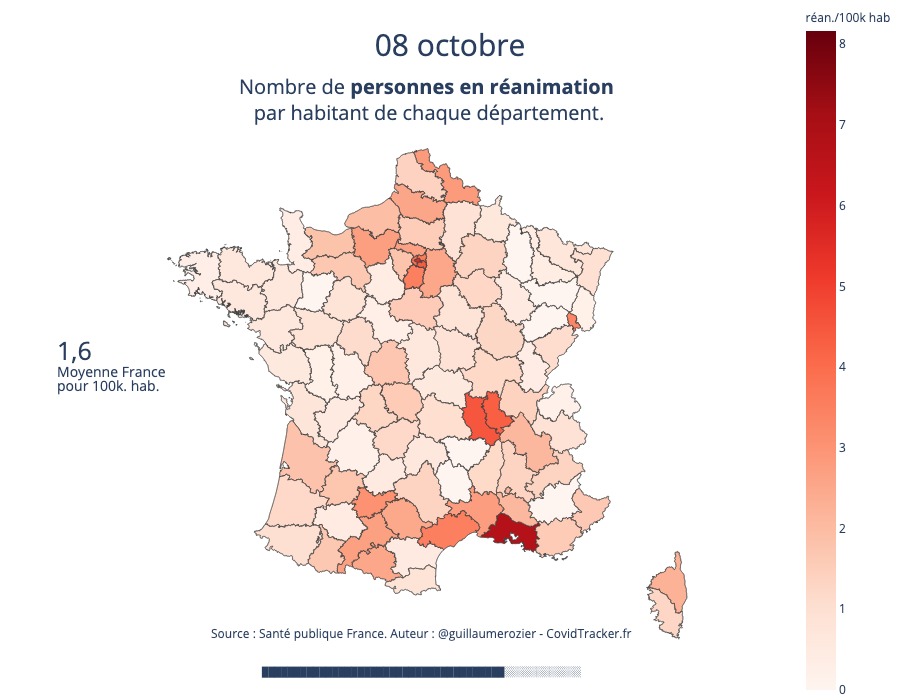 réan./100k hab
08 octobre
Nombre de personnes en réanimation
par habitant de chaque département.
8
7
6
5
4
3
2
1
0
1,6
Moyenne France
pour 100k. hab.
Source : Santé publique France. Auteur : @guillaumerozier - CovidTracker.fr